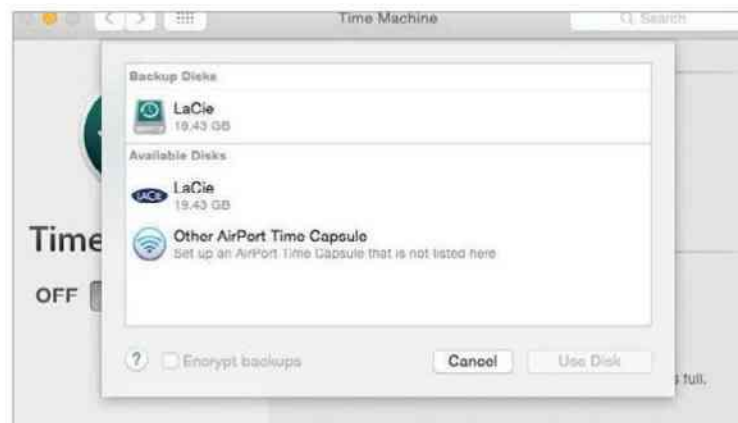 Time Machine
Search
Backup Disks
LaCie
19.43 GB
Available Disks
LACIE
LaCie
19.43 GB
Other AirPort Time Capsule
Set up an AirPort Time Capsule that is not listed here
Time
OFF
? Encrypt backups
Cancel
Use Disk
s full.